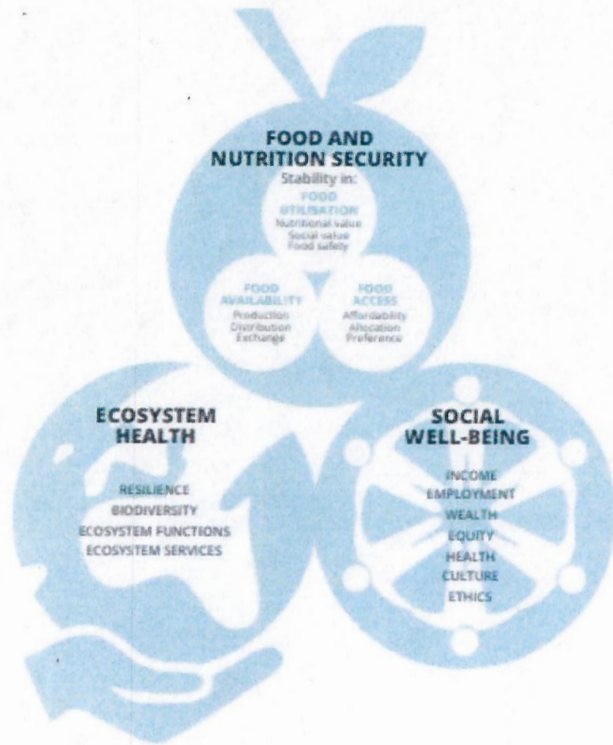 FOOD AND
NUTRITION SECURITY
Stability in:
FOOD
UTILISATION
Nutritional value
Social value
Food safety
FOOD
AVAILABILITY
Production
Distribution
Exchange
FOOD
ACCESS
Affordability
Allocation
Preference
ECOSYSTEM
HEALTH
RESILIENCE
BIODIVERSITY
ECOSYSTEM FUNCTIONS
ECOSYSTEM SERVICES
SOCIAL
WELL-BEING
INCOME
EMPLOYMENT
WEALTH
EQUITY
HEALTH
CULTURE
ETHICS